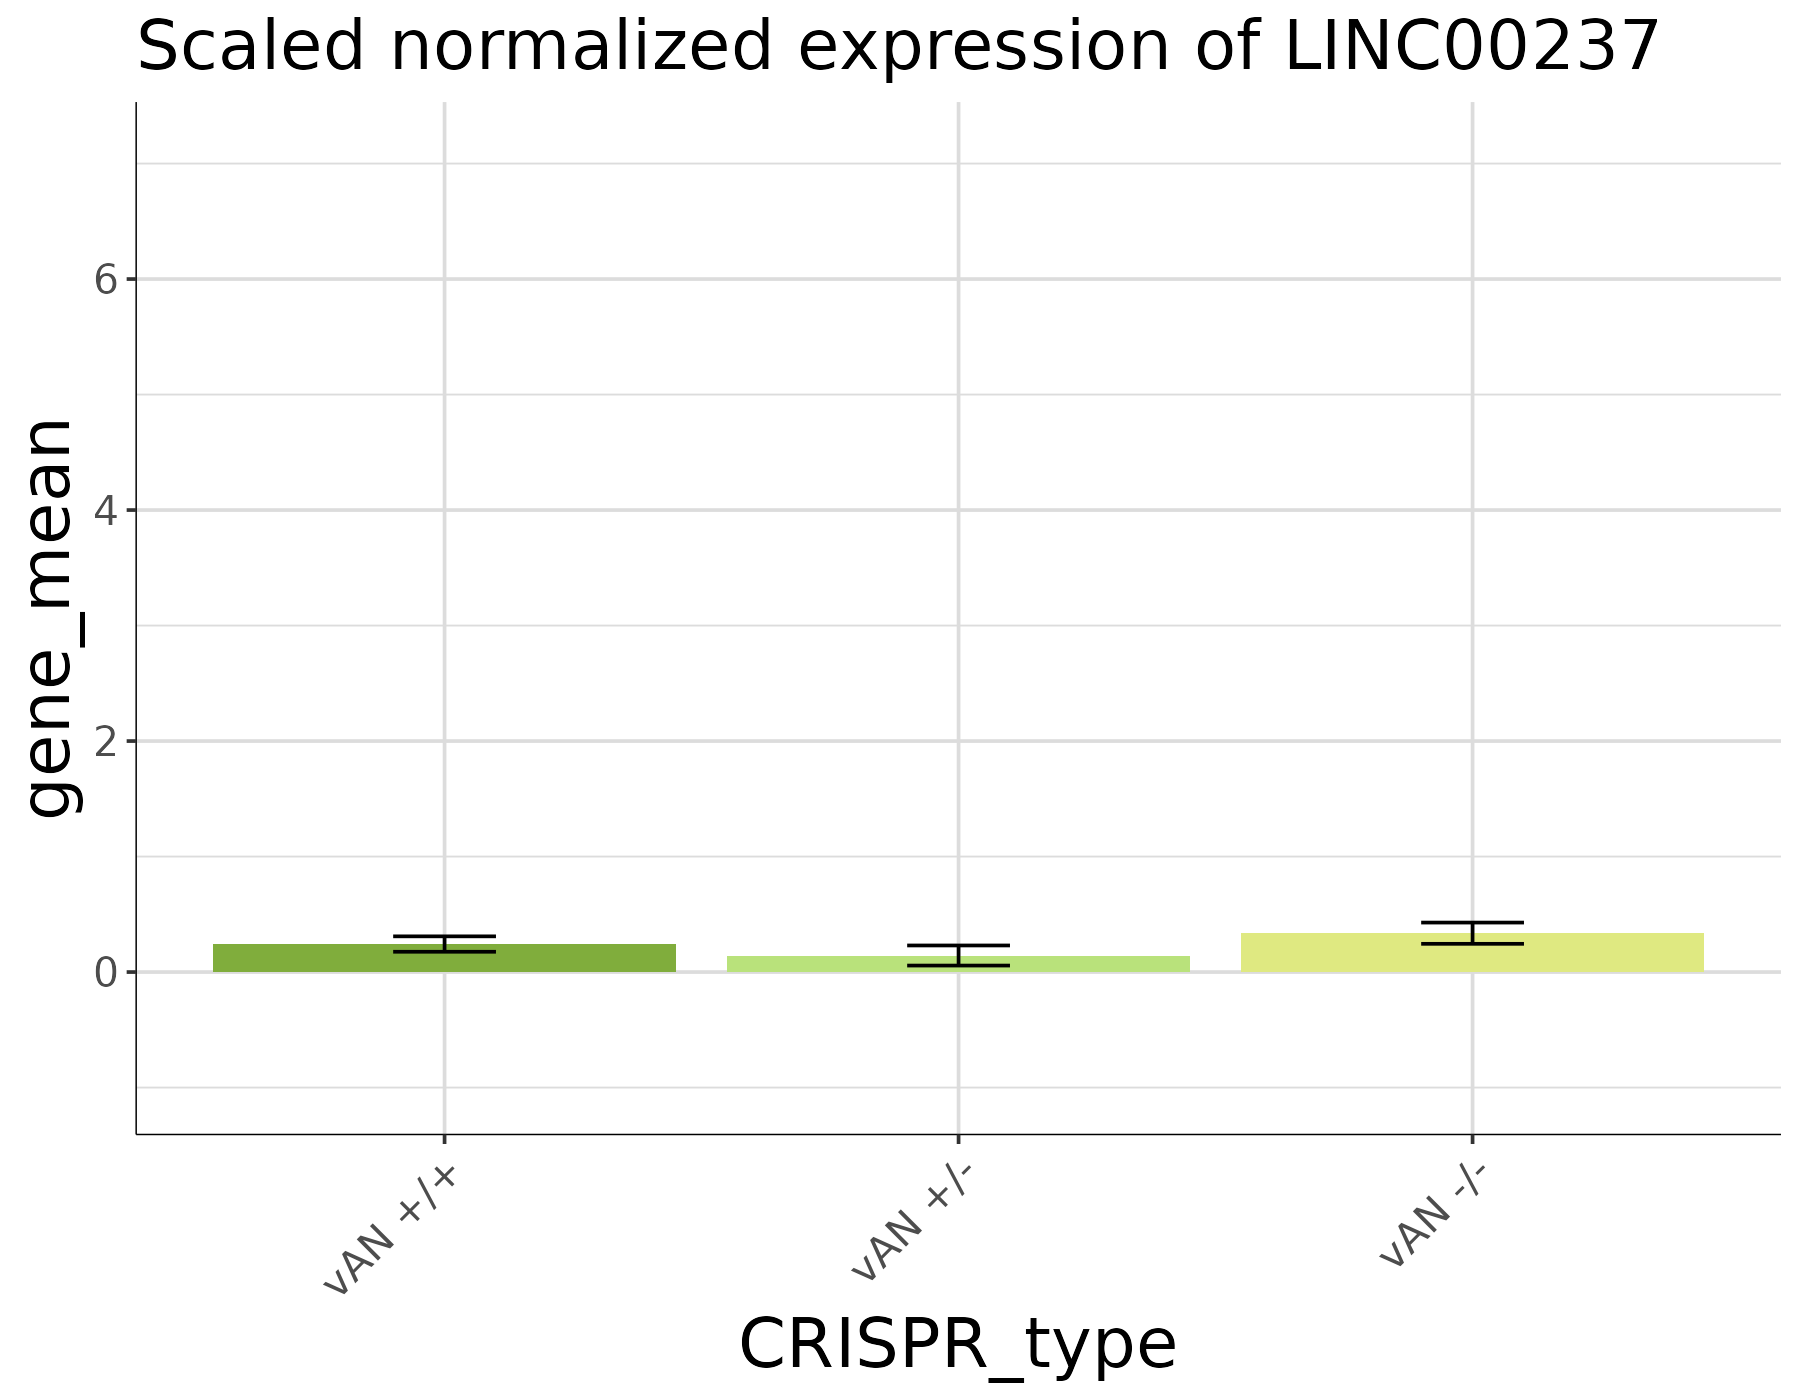 Scaled normalized expression of LINC00237
gene_mean
6
4
2
0
vAN +/+
vAN +/-
vAN -/-
CRISPR_type